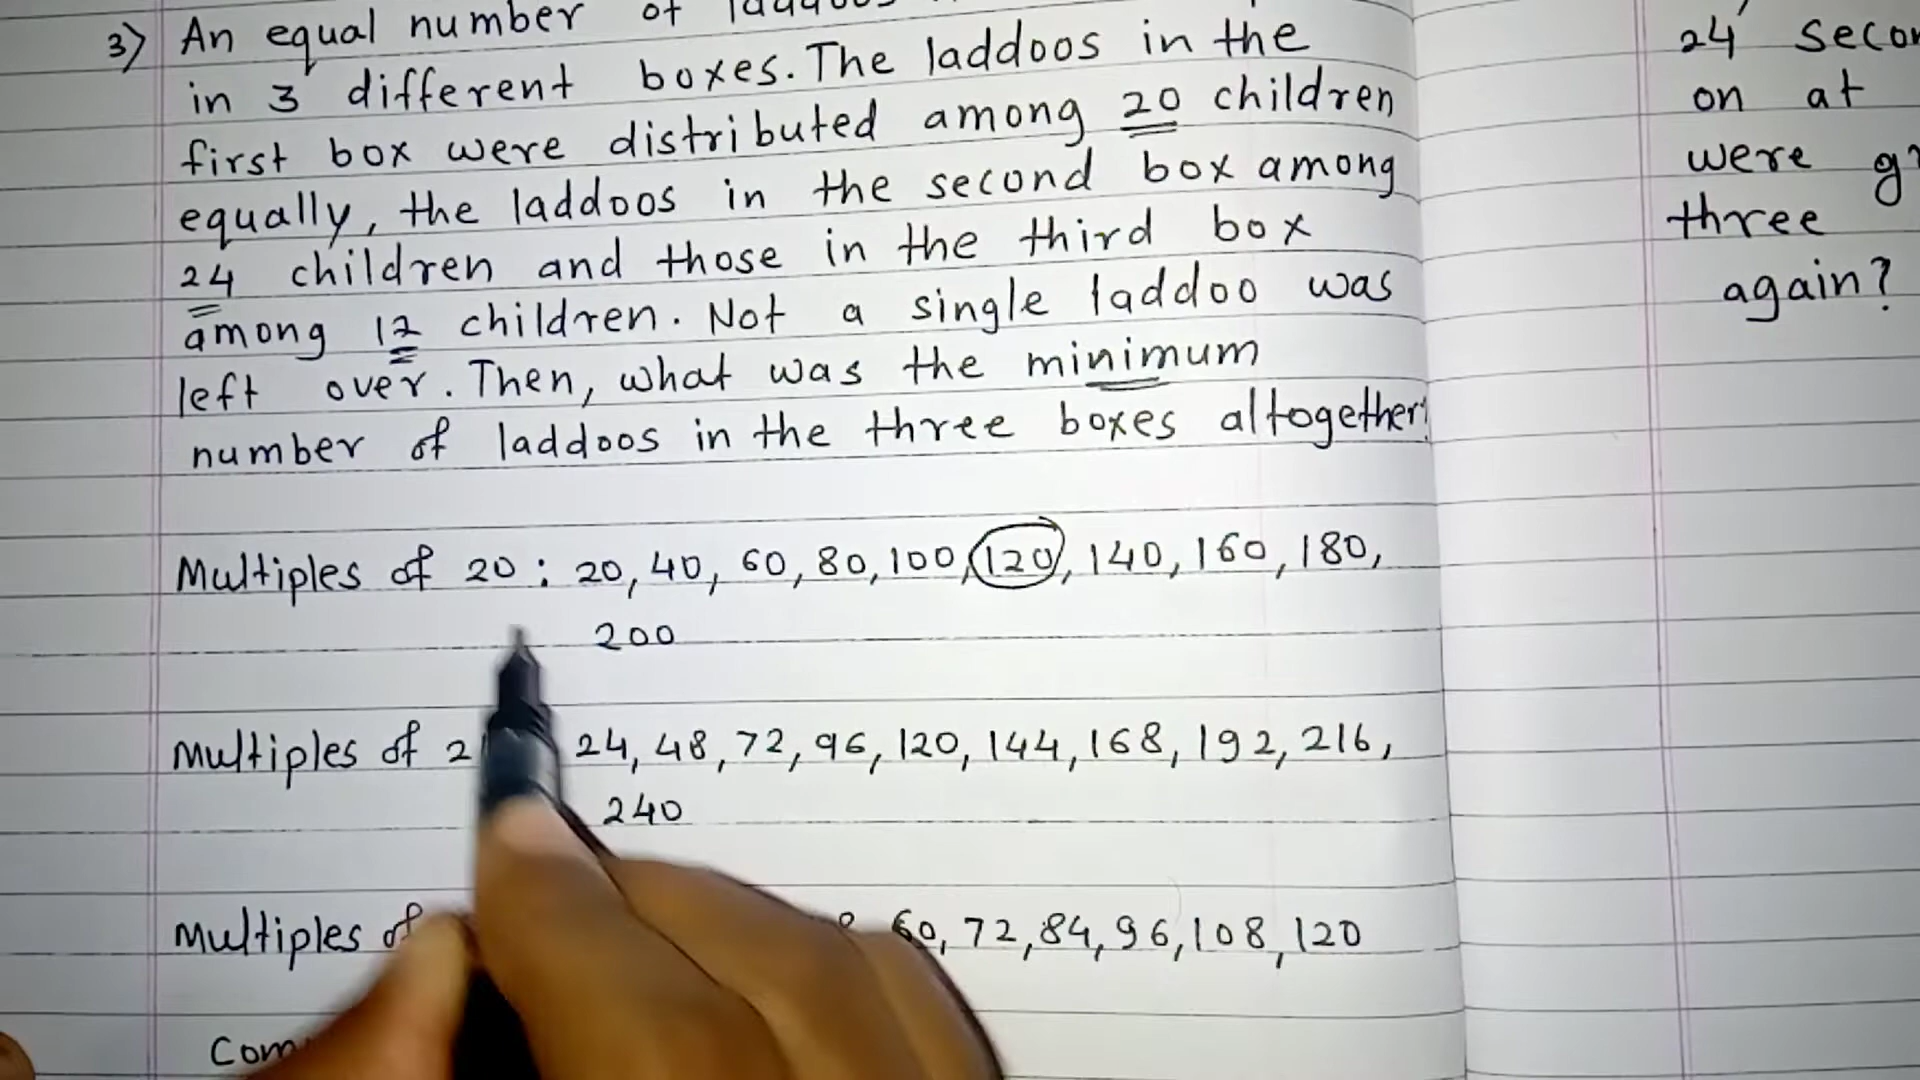 3) An equal number of laddoos
in 3 different boxes. The laddoos in the
first box were distributed among 20 children
equally, the laddoos in the second box among
24 children and those in the third box
among 12 children. Not a single laddoo was
left over. Then, what was the minimum
number of laddoos in the three boxes altogether
Multiples of 20 : 20, 40, 60, 80, 100, 120, 140, 160, 180,
200
Multiples of 24, 48, 72, 96, 120, 144, 168, 192, 216,
240
Multiples of 60, 72, 84, 96, 108, 120
24
on at
were
three
again?